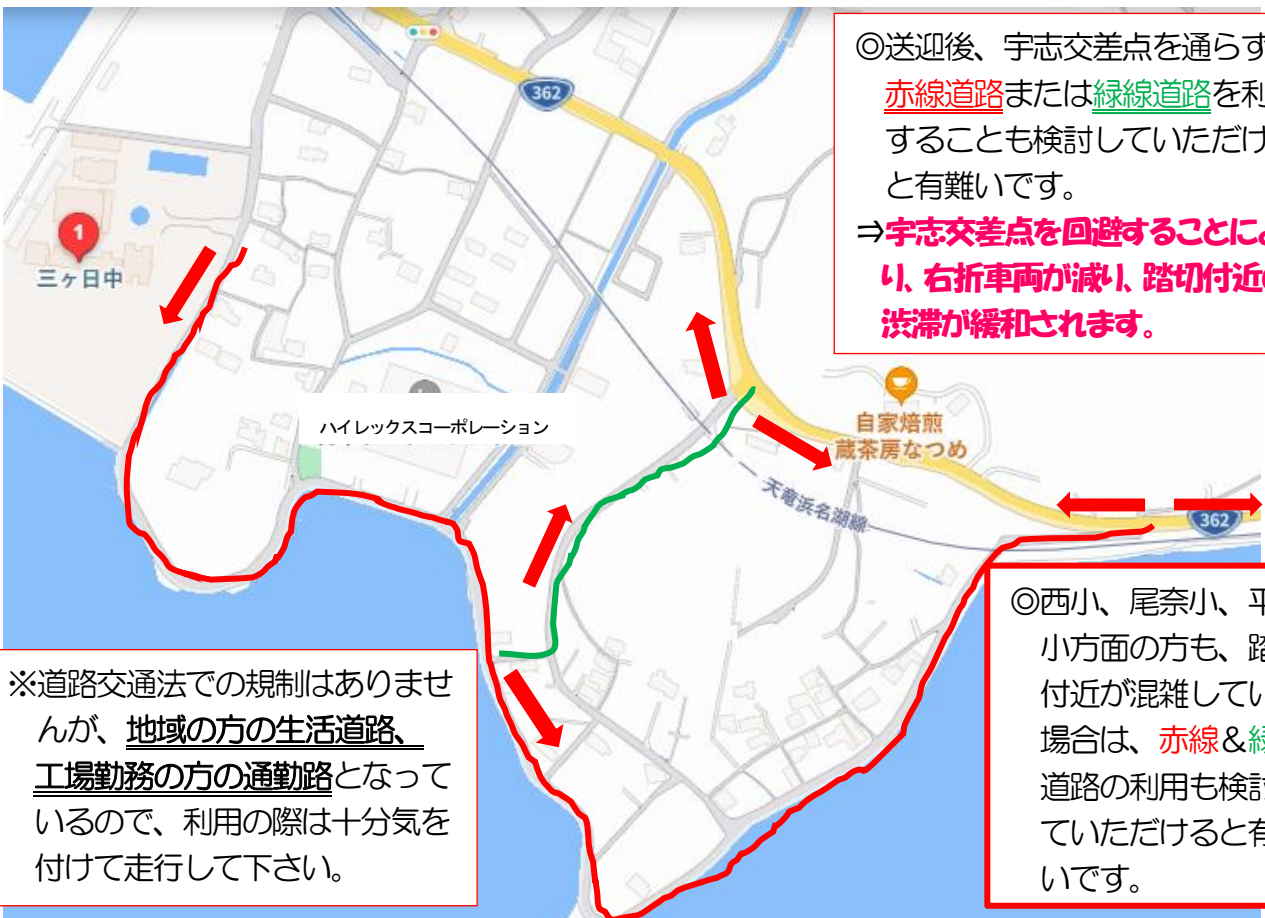 362
1
三ヶ日中
ハイレックスコーポレーション
自家焙煎
蔵茶房なつめ
天竜浜名湖線
362
◎送迎後、宇志交差点を通らず
赤線道路または緑線道路を利
することも検討していただけ
と有難いです。
⇒宇志交差点を回避することによ
り、右折車両が減り、踏切付近の
渋滞が緩和されます。
※道路交通法での規制はありませ
んが、地域の方の生活道路、
工場勤務の方の通勤路となって
いるので、利用の際は十分気を
付けて走行して下さい。
◎西小、尾奈小、平
小方面の方も、踏
付近が混雑してい
場合は、赤線&緑
道路の利用も検討
ていただけると有
いです。